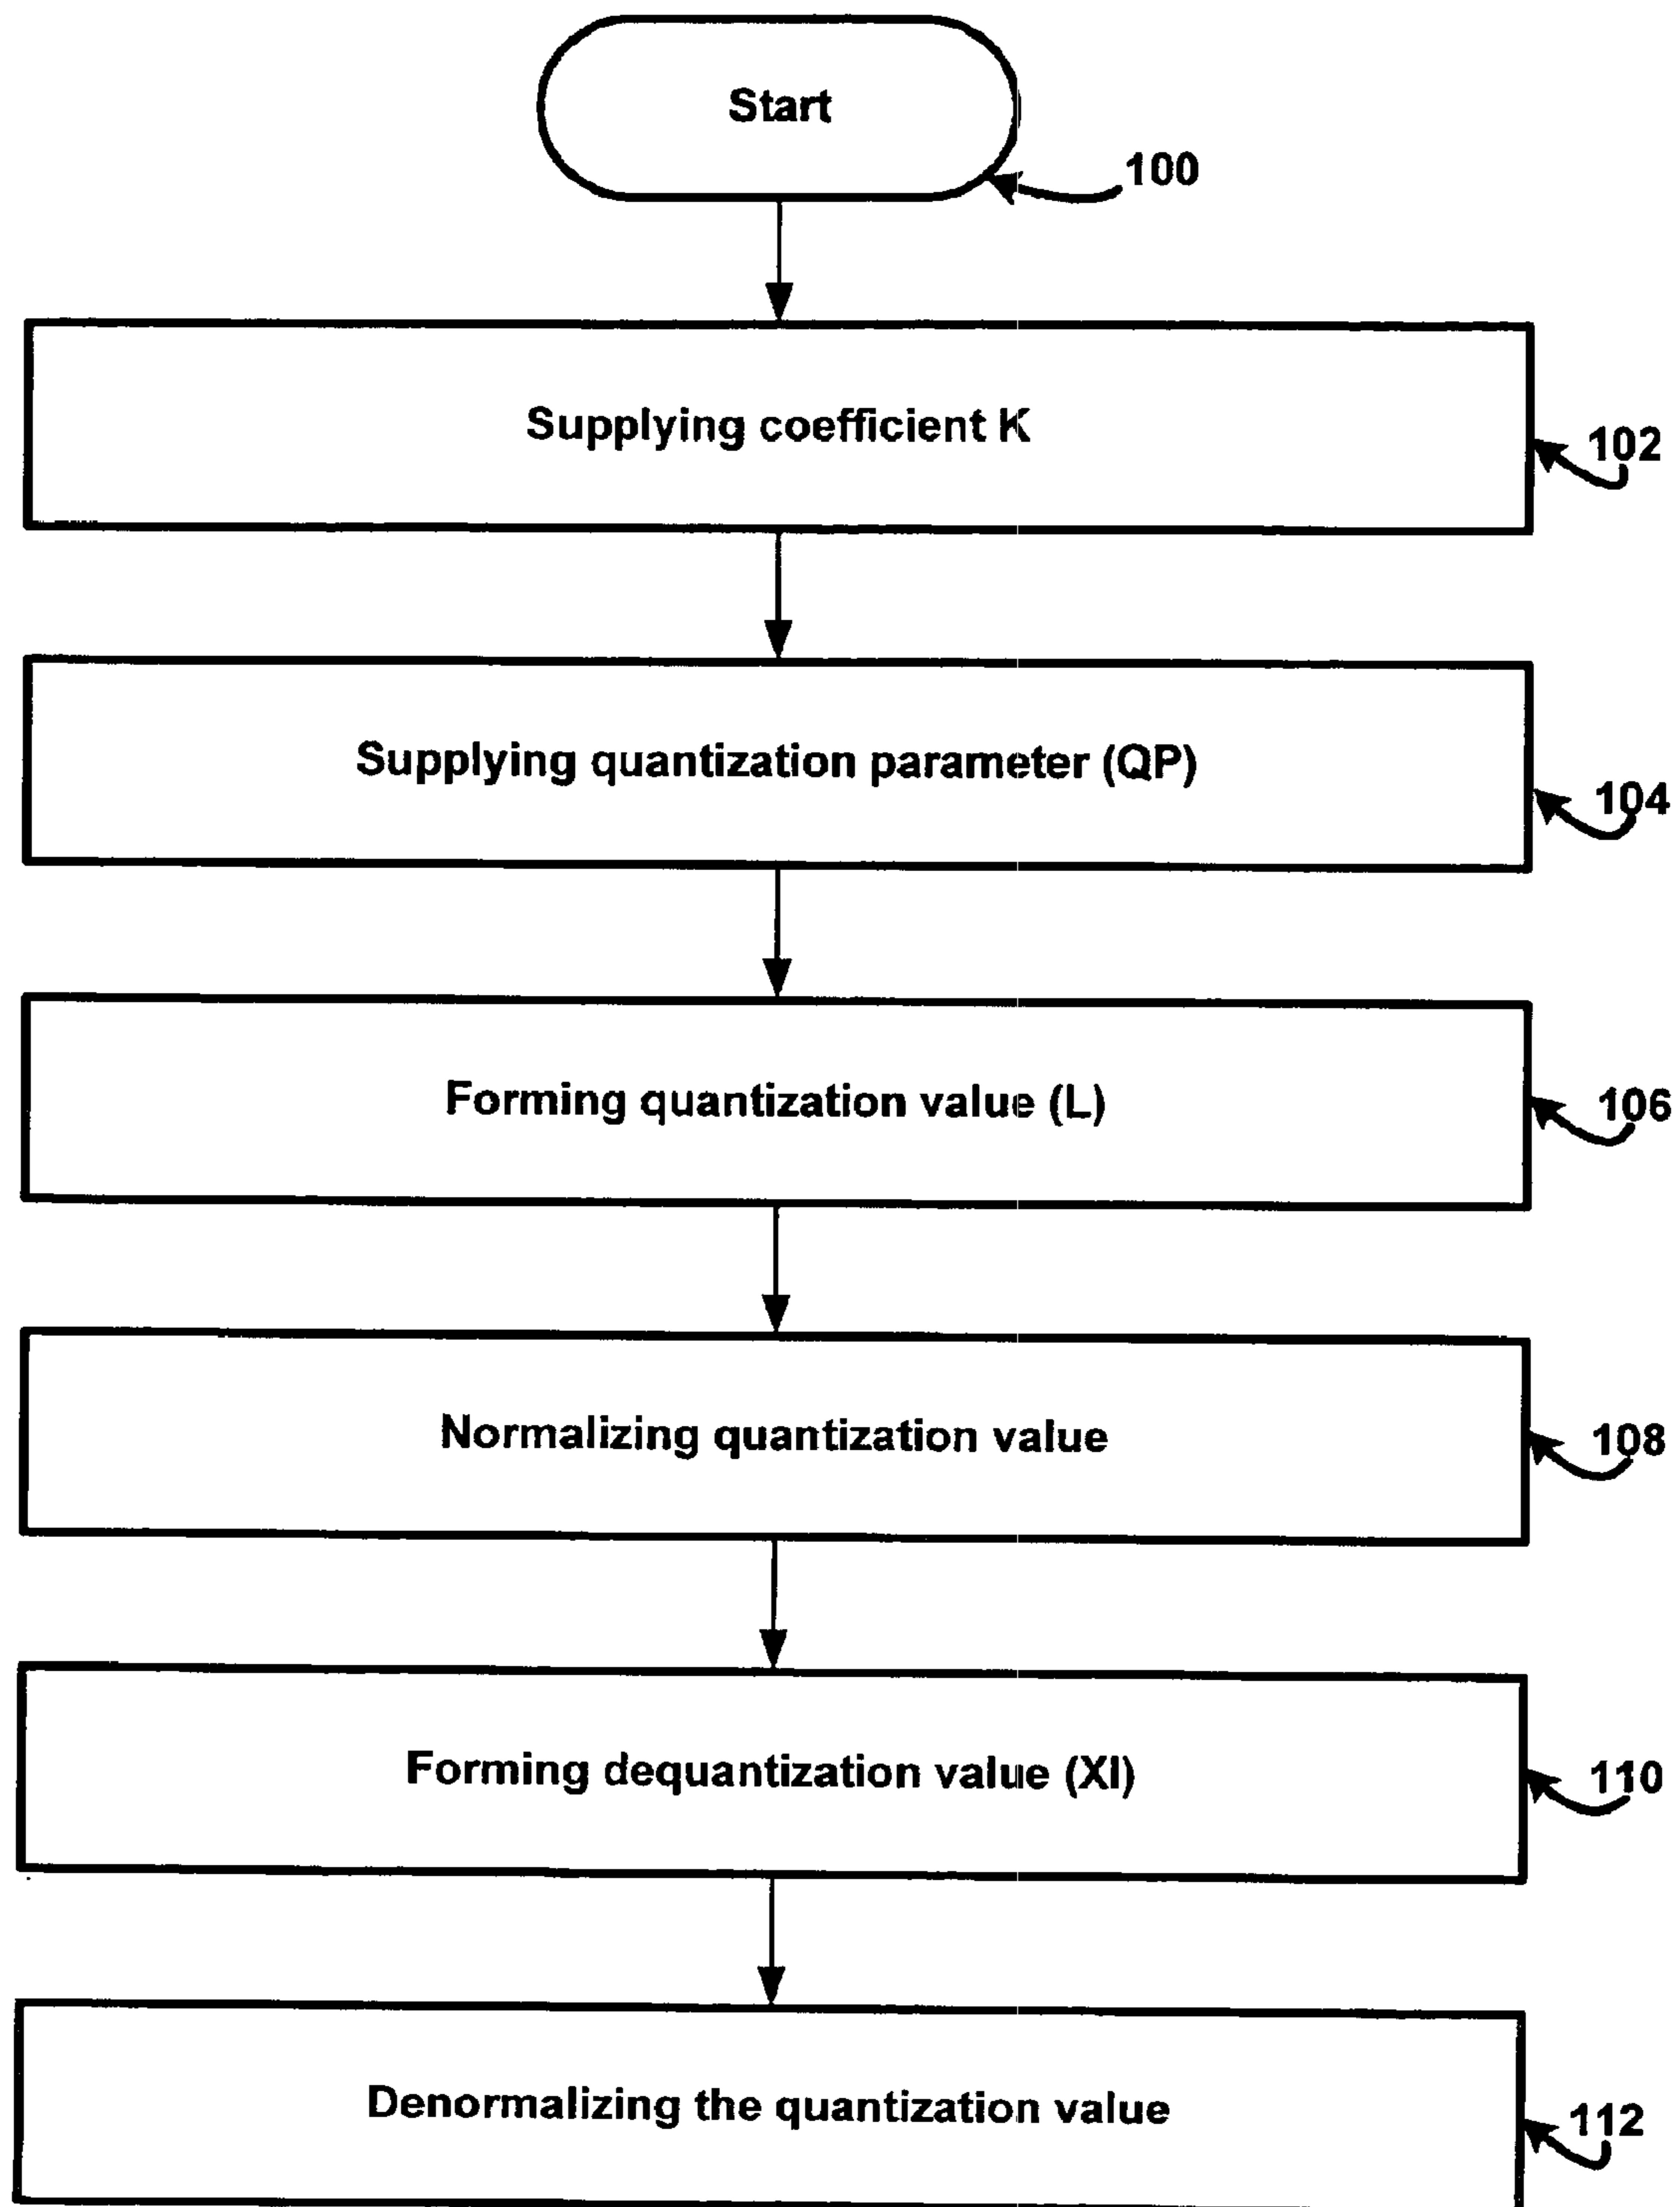 Start
100
Supplying coefficient K
102
Supplying quantization parameter (QP)
104
Forming quantization value (L)
106
Normalizing quantization value
108
Forming dequantization value (XI)
110
Denormalizing the quantization value
112